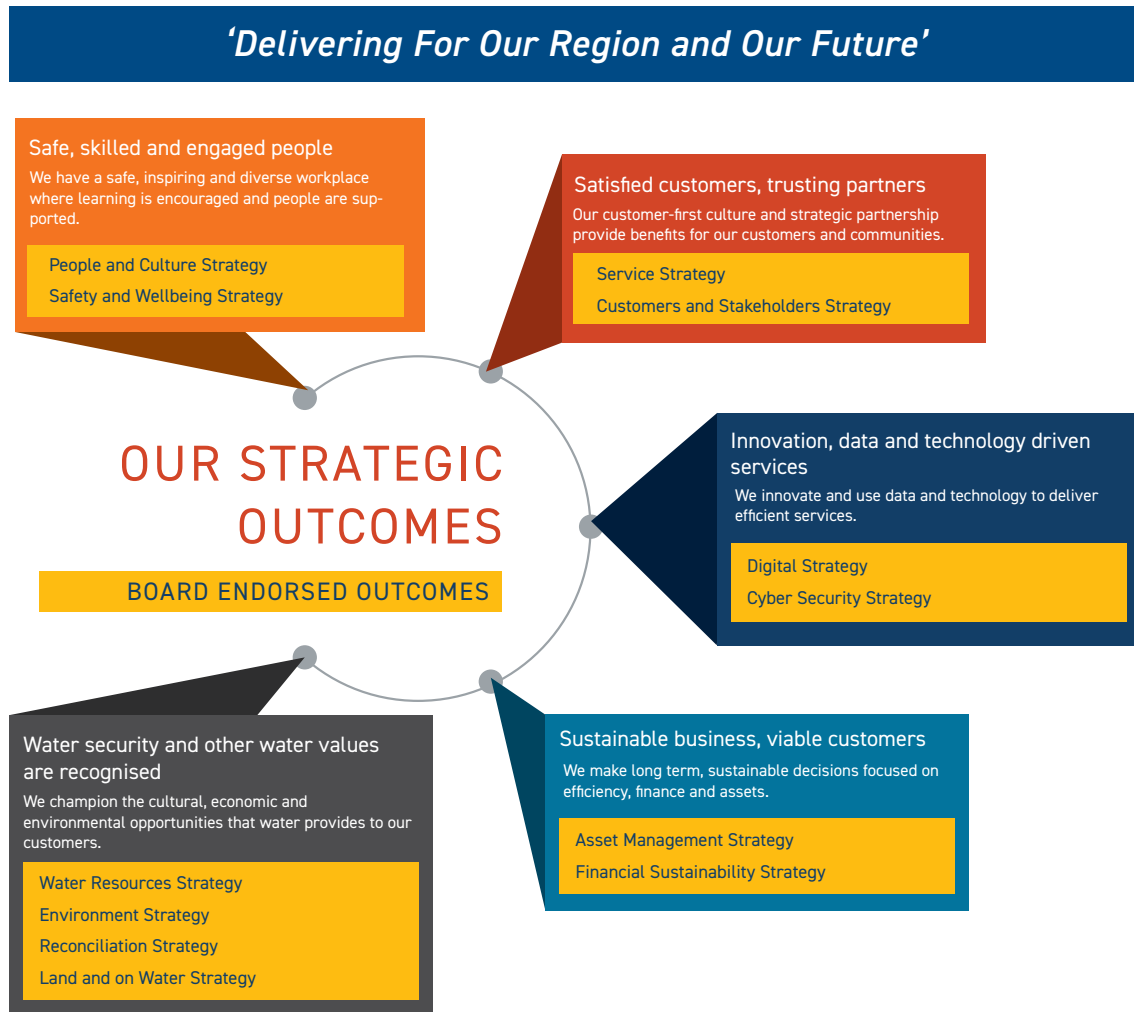 ‘Delivering For Our Region and Our Future’
Safe, skilled and engaged people
We have a safe, inspiring and diverse workplace
where learning is encouraged and people are sup-
ported.
People and Culture Strategy
Safety and Wellbeing Strategy
Satisfied customers, trusting partners
Our customer-first culture and strategic partnership
provide benefits for our customers and communities.
Service Strategy
Customers and Stakeholders Strategy
OUR STRATEGIC
OUTCOMES
BOARD ENDORSED OUTCOMES
Innovation, data and technology driven
services
We innovate and use data and technology to deliver
efficient services.
Digital Strategy
Cyber Security Strategy
Water security and other water values
are recognised
We champion the cultural, economic and
environmental opportunities that water provides to our
customers.
Water Resources Strategy
Environment Strategy
Reconciliation Strategy
Land and on Water Strategy
Sustainable business, viable customers
We make long term, sustainable decisions focused on
efficiency, finance and assets.
Asset Management Strategy
Financial Sustainability Strategy